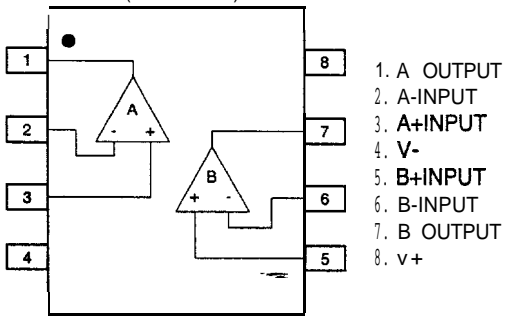 1
2
3
4
8
7
6
5
A
- +
B
+ -
1. A OUTPUT
2. A-INPUT
3. A+INPUT
4. V-
5. B+INPUT
6. B-INPUT
7. B OUTPUT
8. v+